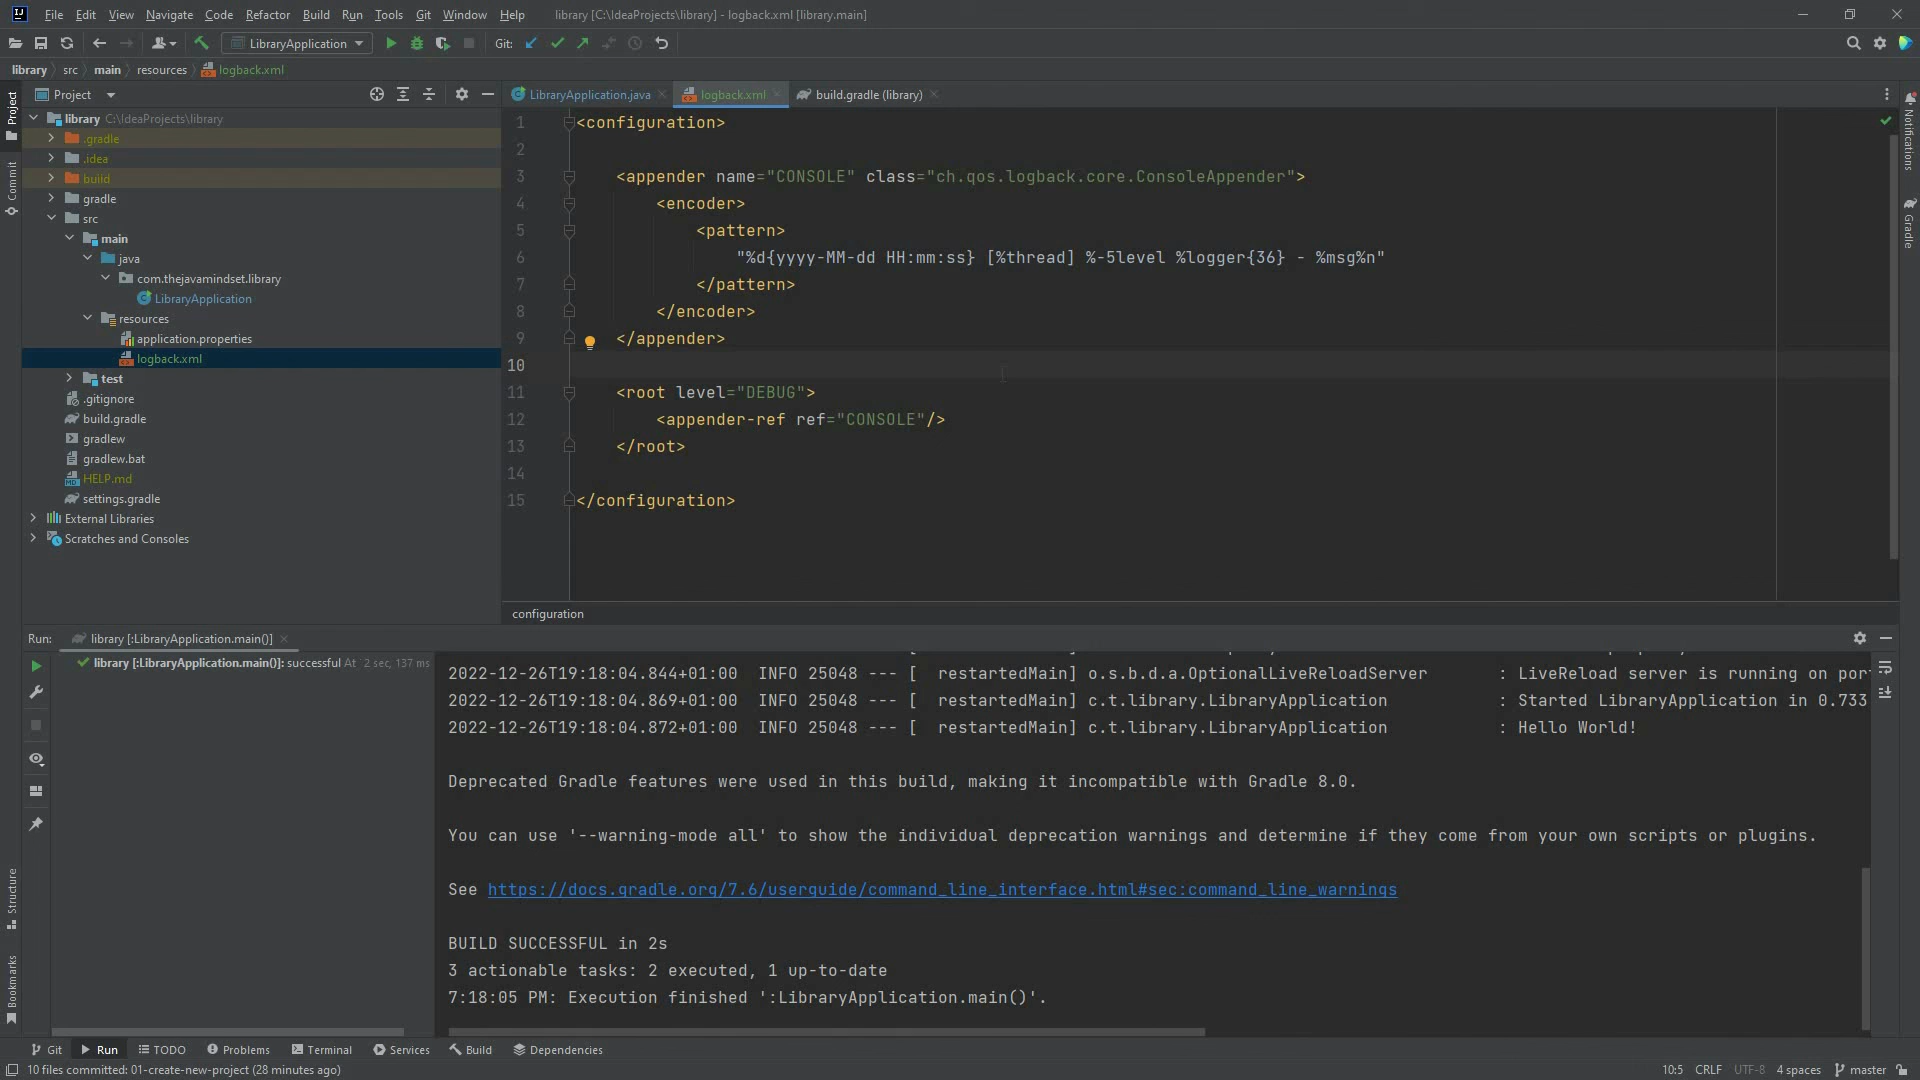 File Edit View Navigate Code Refactor Build Run Tools Git Window Help library [C:\IdeaProjects\library] - logback.xml [library.main]
LibraryApplication Git:
library src main resources logback.xml
Project
LibraryApplication.java logback.xml build.gradle (library)
Project
Commit
library C:\IdeaProjects\library
.gradle
.idea
build
gradle
src
main
java
com.thejavamindset.library
LibraryApplication
resources
application.properties
logback.xml
test
.gitignore
build.gradle
gradlew
gradlew.bat
HELP.md
settings.gradle
External Libraries
Scratches and Consoles
1 <configuration>
2
3 <appender name="CONSOLE" class="ch.qos.logback.core.ConsoleAppender">
4 <encoder>
5 <pattern>
6 "%d{yyyy-MM-dd HH:mm:ss} [%thread] %-5level %logger{36} - %msg%n"
7 </pattern>
8 </encoder>
9 </appender>
10
11 <root level="DEBUG">
12 <appender-ref ref="CONSOLE"/>
13 </root>
14
15 </configuration>
configuration
Notifications
Gradle
Run: library [:LibraryApplication.main()]
library [:LibraryApplication.main()]: successful At 2 sec, 137 ms
2022-12-26T19:18:04.844+01:00 INFO 25048 --- [ restartedMain] o.s.b.d.a.OptionalLiveReloadServer : LiveReload server is running on por
2022-12-26T19:18:04.869+01:00 INFO 25048 --- [ restartedMain] c.t.library.LibraryApplication : Started LibraryApplication in 0.733
2022-12-26T19:18:04.872+01:00 INFO 25048 --- [ restartedMain] c.t.library.LibraryApplication : Hello World!
Deprecated Gradle features were used in this build, making it incompatible with Gradle 8.0.
You can use '--warning-mode all' to show the individual deprecation warnings and determine if they come from your own scripts or plugins.
See https://docs.gradle.org/7.6/userguide/command_line_interface.html#sec:command_line_warnings
BUILD SUCCESSFUL in 2s
3 actionable tasks: 2 executed, 1 up-to-date
7:18:05 PM: Execution finished ':LibraryApplication.main()'.
Structure
Bookmarks
Git Run TODO Problems Terminal Services Build Dependencies
10 files committed: 01-create-new-project (28 minutes ago) 10:5 CRLF UTF-8 4 spaces master